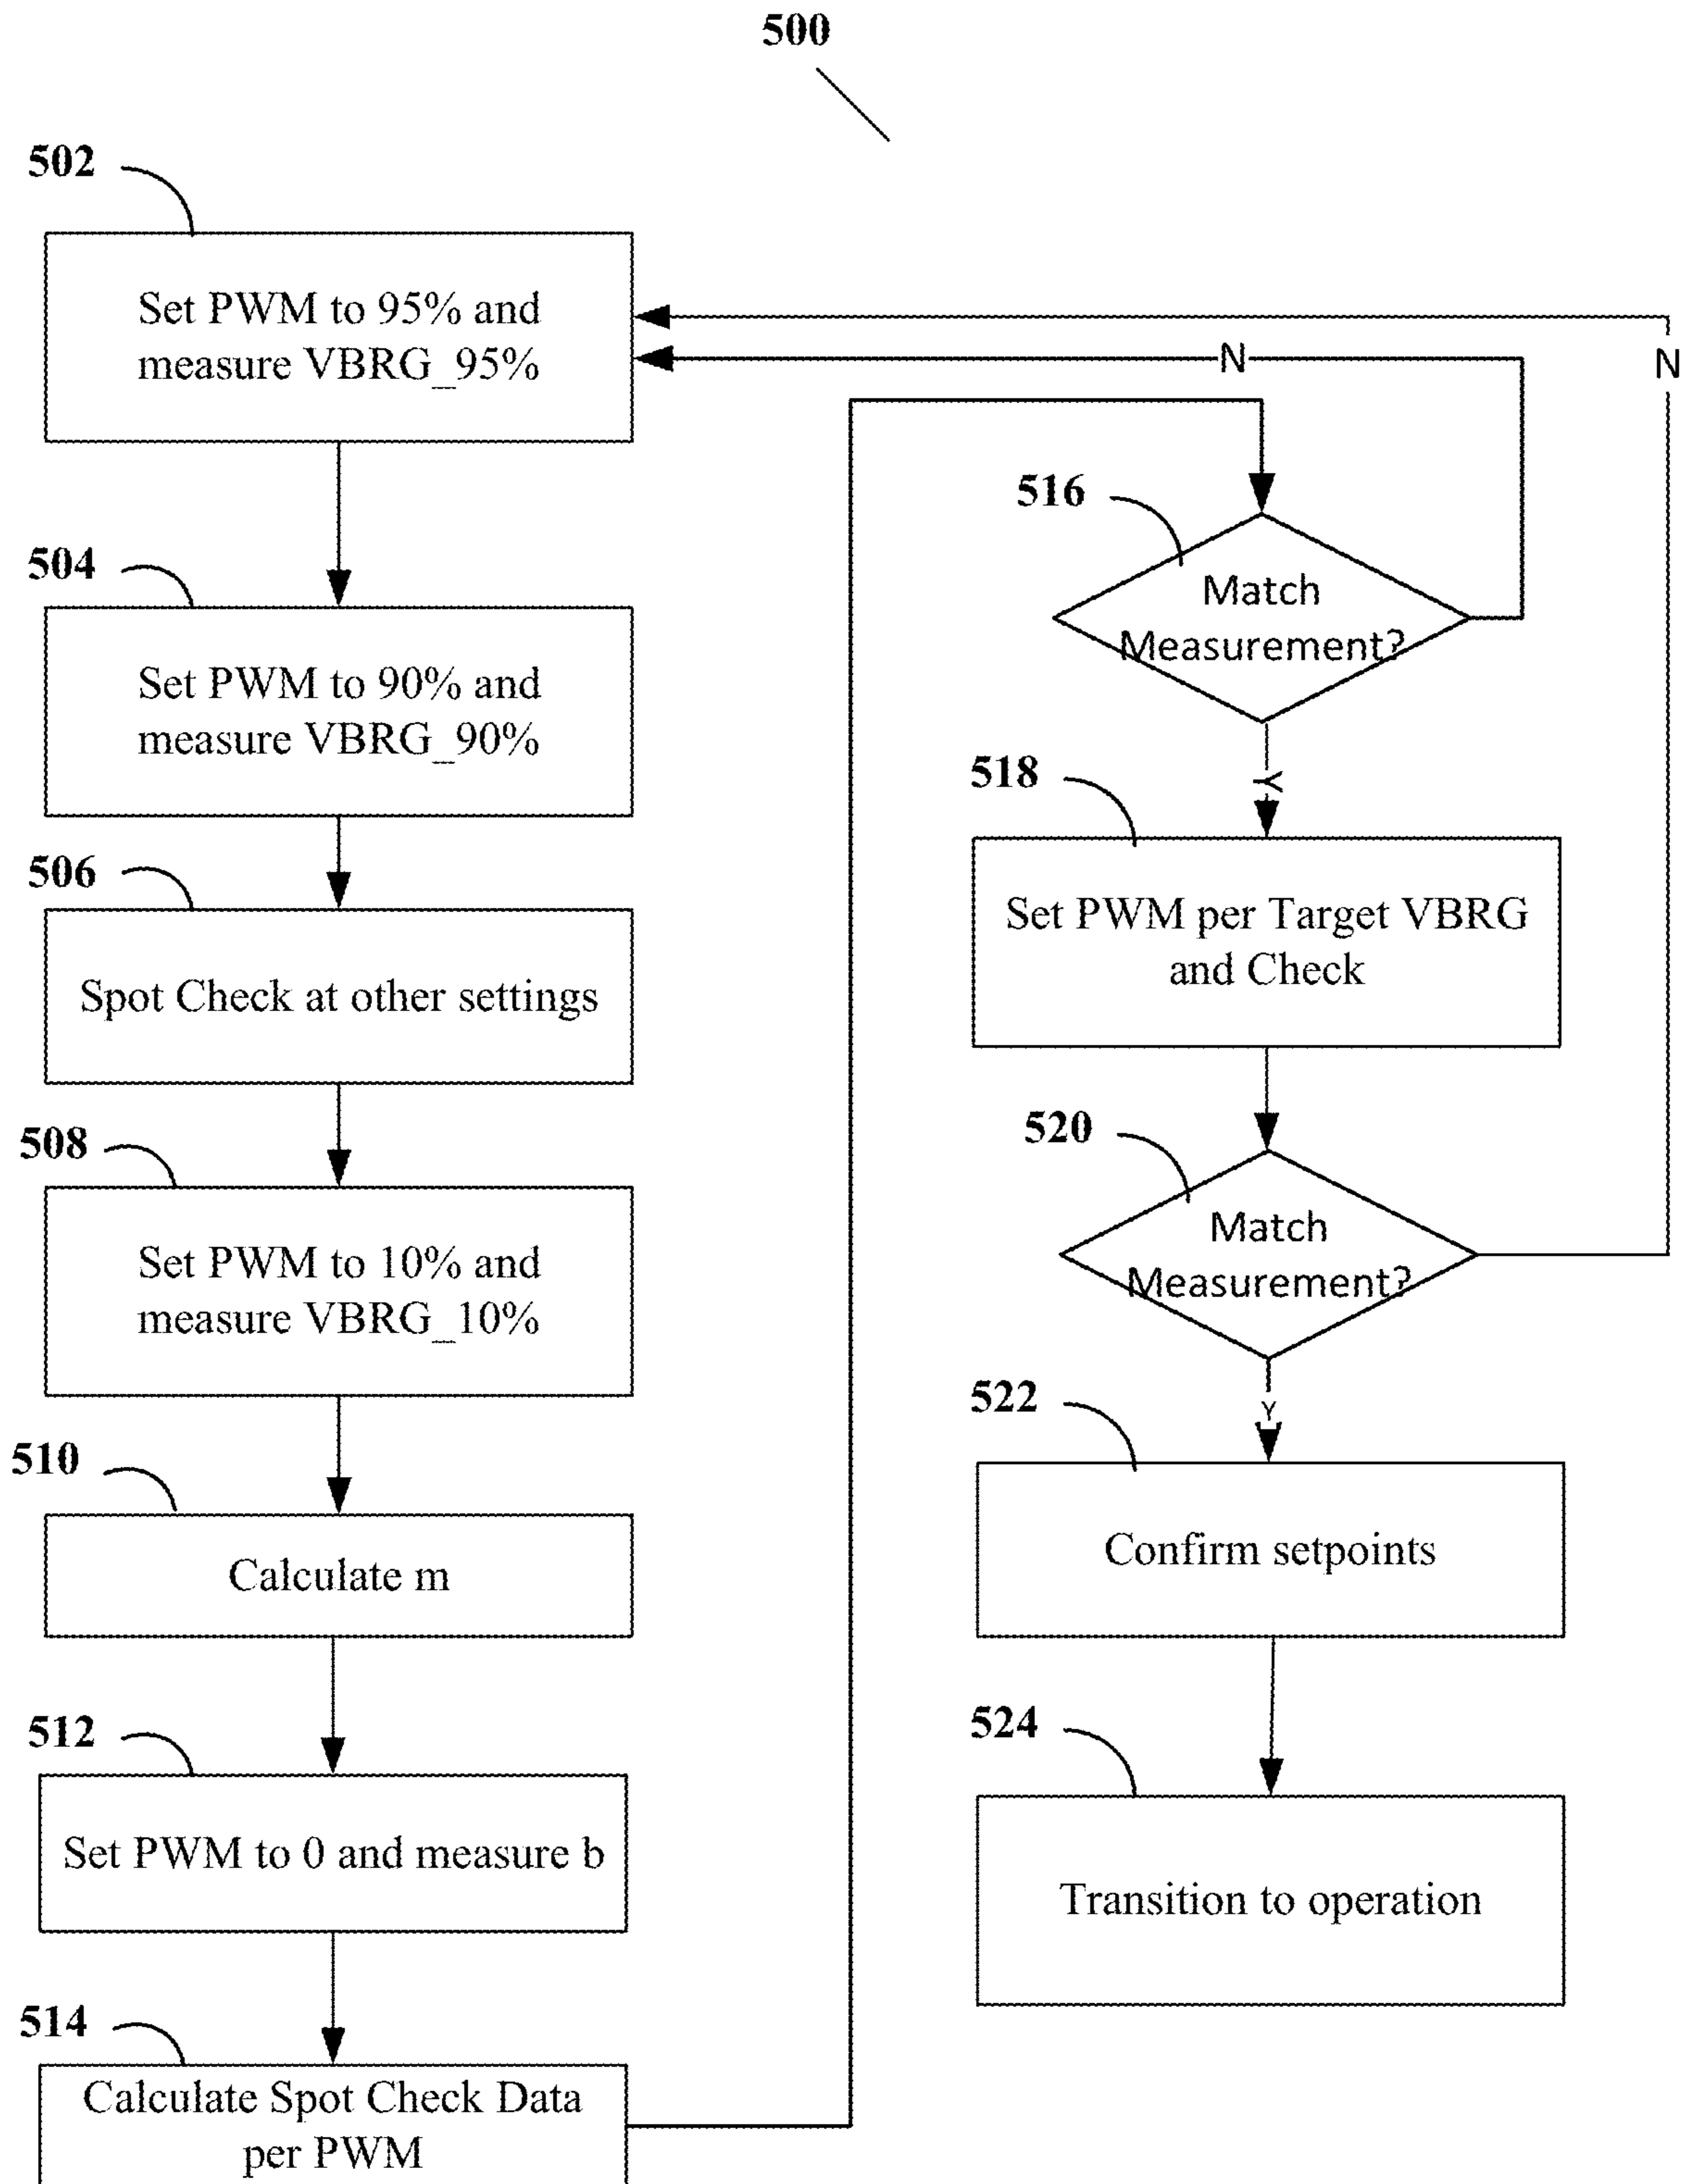 500
502
Set PWM to 95% and
measure VBRG_95%
504
Set PWM to 90% and
measure VBRG_90%
506
Spot Check at other settings
508
Set PWM to 10% and
measure VBRG_10%
510
Calculate m
512
Set PWM to 0 and measure b
514
Calculate Spot Check Data
per PWM
N
N
516
Match
Measurement?
Y
518
Set PWM per Target VBRG
and Check
520
Match
Measurement?
Y
522
Confirm setpoints
524
Transition to operation